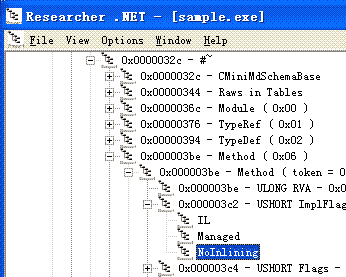 Researcher .NET - [sample.exe]
File View Options Window Help
0x0000032c - #~
0x0000032c - CMiniMdSchemaBase
0x00000344 - Raws in Tables
0x0000036c - Module ( 0x00 )
0x00000376 - TypeRef ( 0x01 )
0x00000394 - TypeDef ( 0x02 )
0x000003be - Method ( 0x06 )
0x000003be - Method ( token = 0
0x000003be - ULONG RVA - 0x0
0x000003c2 - USHORT ImplFlag
IL
Managed
NoInlining
0x000003c4 - USHORT Flags -